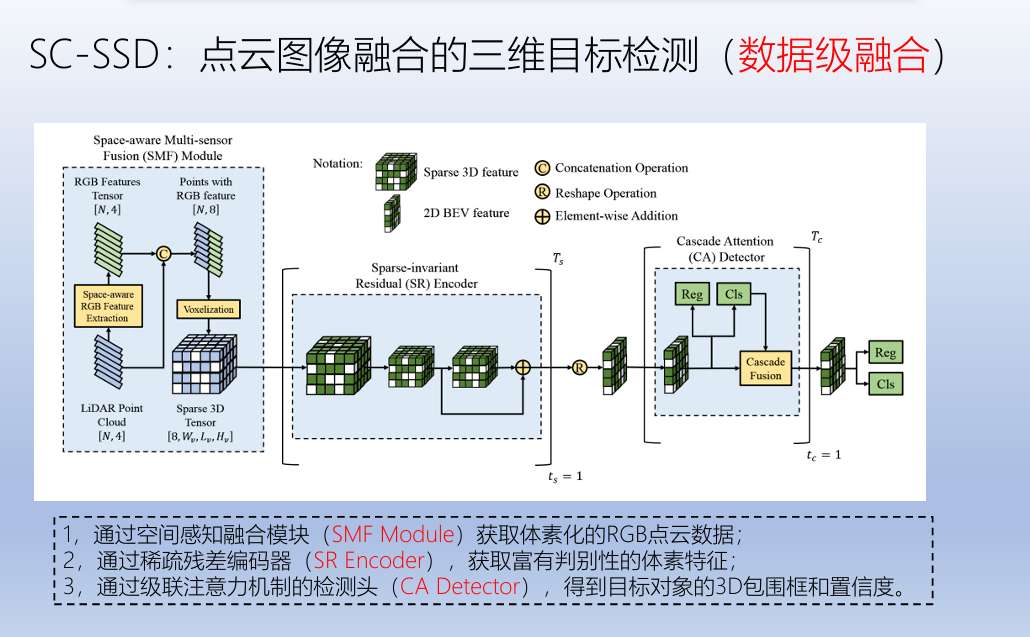 SC-SSD：点云图像融合的三维目标检测（数据级融合）
Space-aware Multi-sensor
Fusion (SMF) Module
RGB Features
Tensor
[N, 4]
Points with
RGB feature
[N, 8]
C
Space-aware
RGB Feature
Extraction
Voxelization
LiDAR Point
Cloud
[N, 4]
Sparse 3D
Tensor
[8, Wᵥ, Lᵥ, Hᵥ]
Notation:
Sparse 3D feature
2D BEV feature
C Concatenation Operation
R Reshape Operation
⊕ Element-wise Addition
Sparse-invariant
Residual (SR) Encoder
Tₛ
tₛ = 1
R
Cascade Attention
(CA) Detector
T_c
Reg
Cls
Cascade
Fusion
t_c = 1
Reg
Cls
1，通过空间感知融合模块（SMF Module）获取体素化的RGB点云数据；
2，通过稀疏残差编码器（SR Encoder），获取富有判别性的体素特征；
3，通过级联注意力机制的检测头（CA Detector），得到目标对象的3D包围框和置信度。